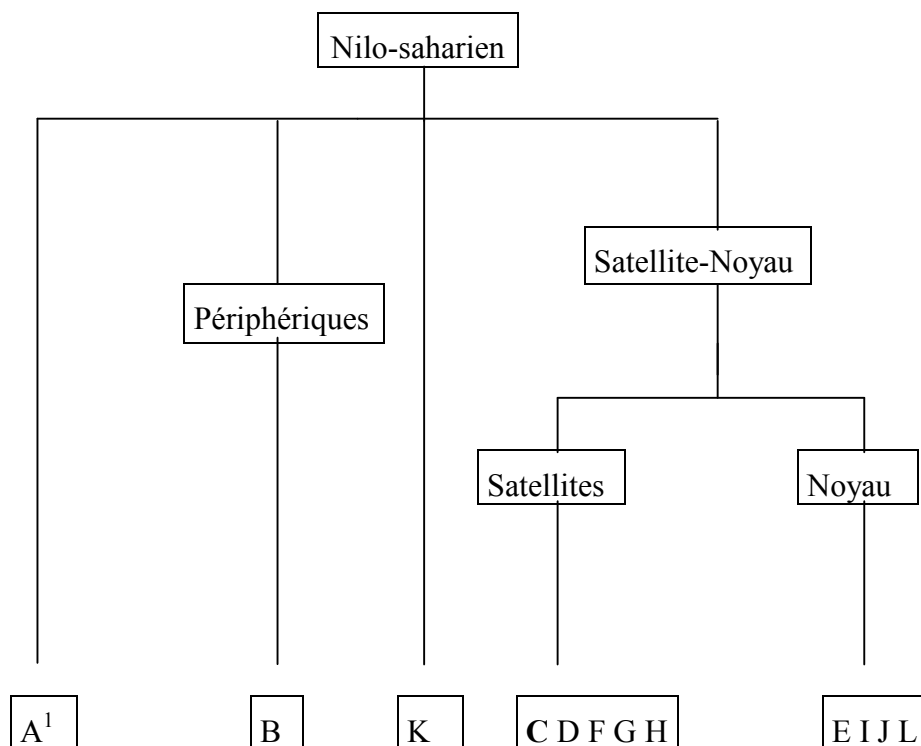 Nilo-saharien
Satellite-Noyau
Périphériques
Satellites
Noyau
A¹
B
K
C D F G H
E I J L